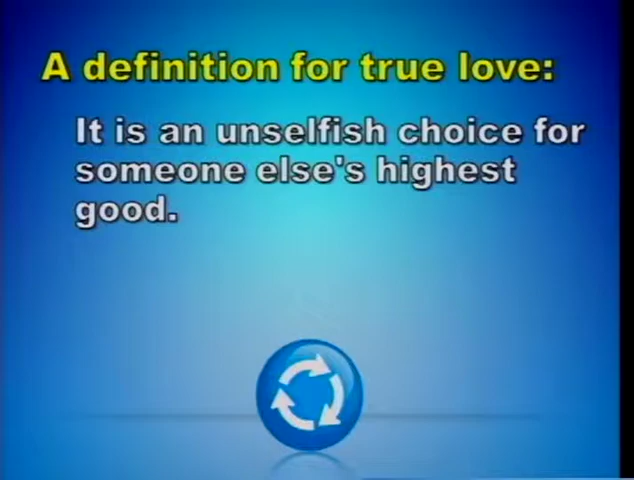 A definition for true love:
It is an unselfish choice for
someone else's highest
good.